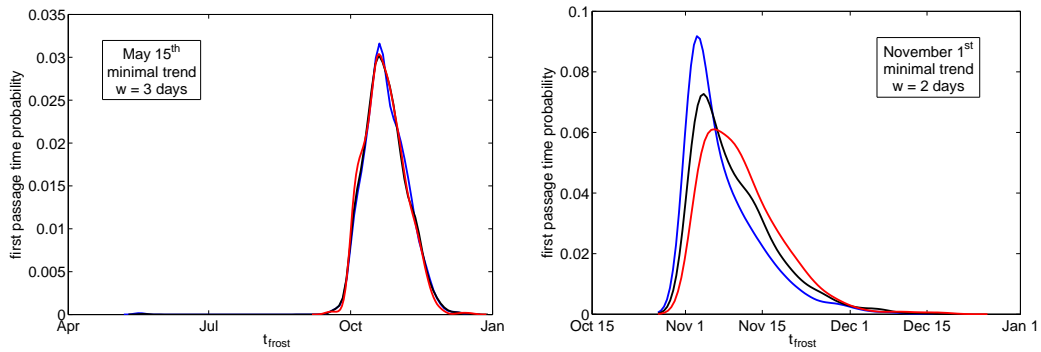 0.035
0.03
0.025
0.02
0.015
0.01
0.005
0
first passage time probability
May 15th
minimal trend
w = 3 days
Apr Jul Oct Jan
t_frost
0.1
0.08
0.06
0.04
0.02
0
first passage time probability
November 1st
minimal trend
w = 2 days
Oct 15 Nov 1 Nov 15 Dec 1 Dec 15 Jan 1
t_frost